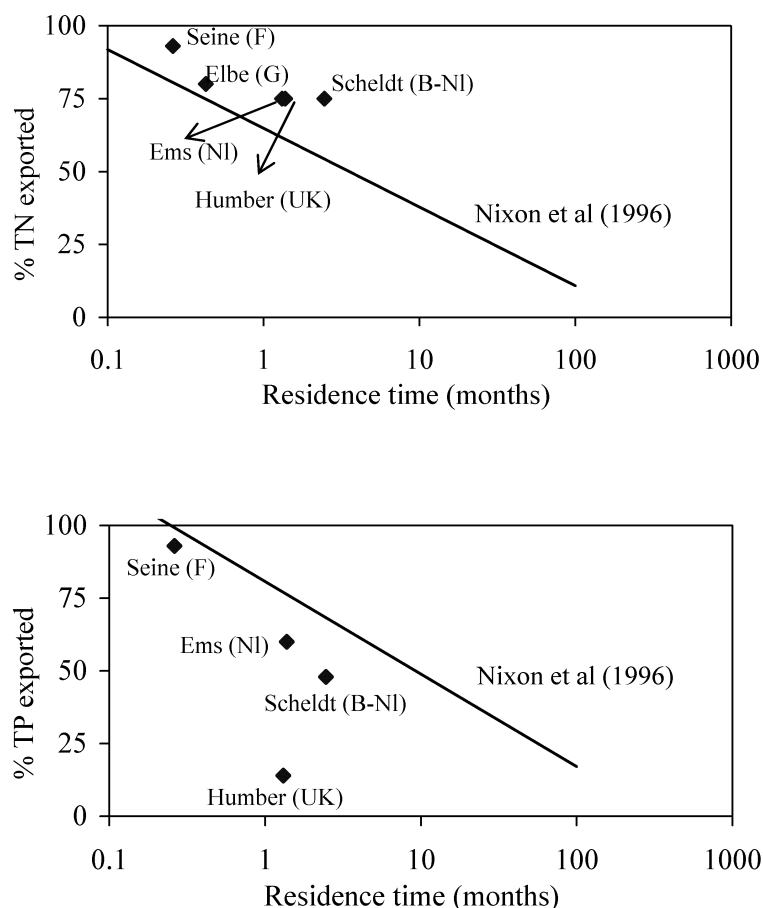 100
Seine (F)
Elbe (G)
Scheldt (B-Nl)
75
Ems (Nl)
50
Humber (UK)
Nixon et al (1996)
25
0
% TN exported
0.1 1 10 100 1000
Residence time (months)
100
Seine (F)
75
Ems (Nl)
50
Nixon et al (1996)
Scheldt (B-Nl)
25
Humber (UK)
0
% TP exported
0.1 1 10 100 1000
Residence time (months)